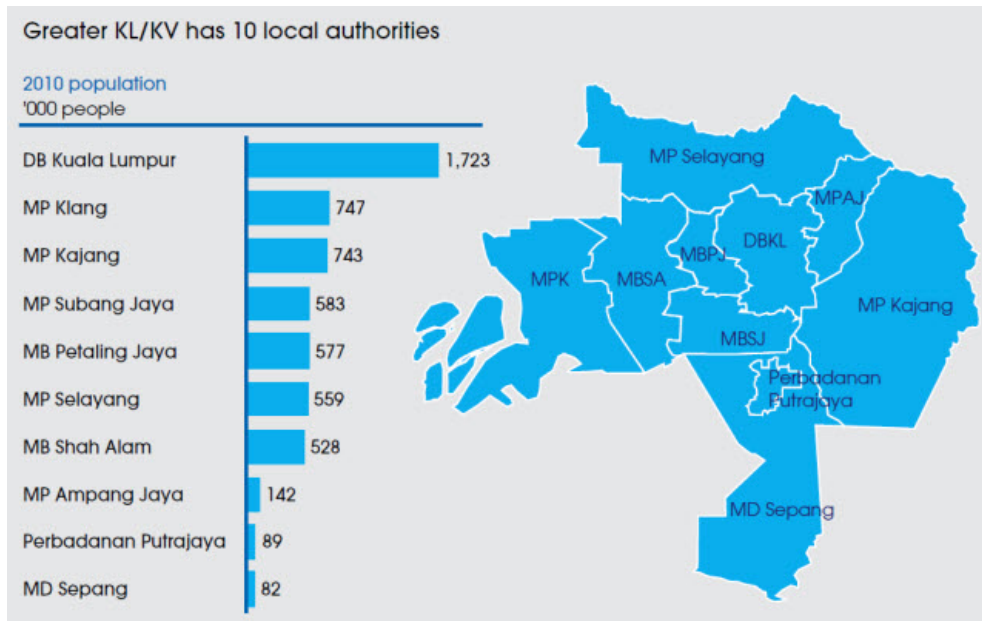 Greater KL/KV has 10 local authorities
2010 population
'000 people
DB Kuala Lumpur 1,723
MP Klang 747
MP Kajang 743
MP Subang Jaya 583
MB Petaling Jaya 577
MP Selayang 559
MB Shah Alam 528
MP Ampang Jaya 142
Perbadanan Putrajaya 89
MD Sepang 82
MP Selayang
MPAJ
DBKL
MBPJ
MPK
MBSA
MP Kajang
MBSJ
Perbadanan
Putrajaya
MD Sepang